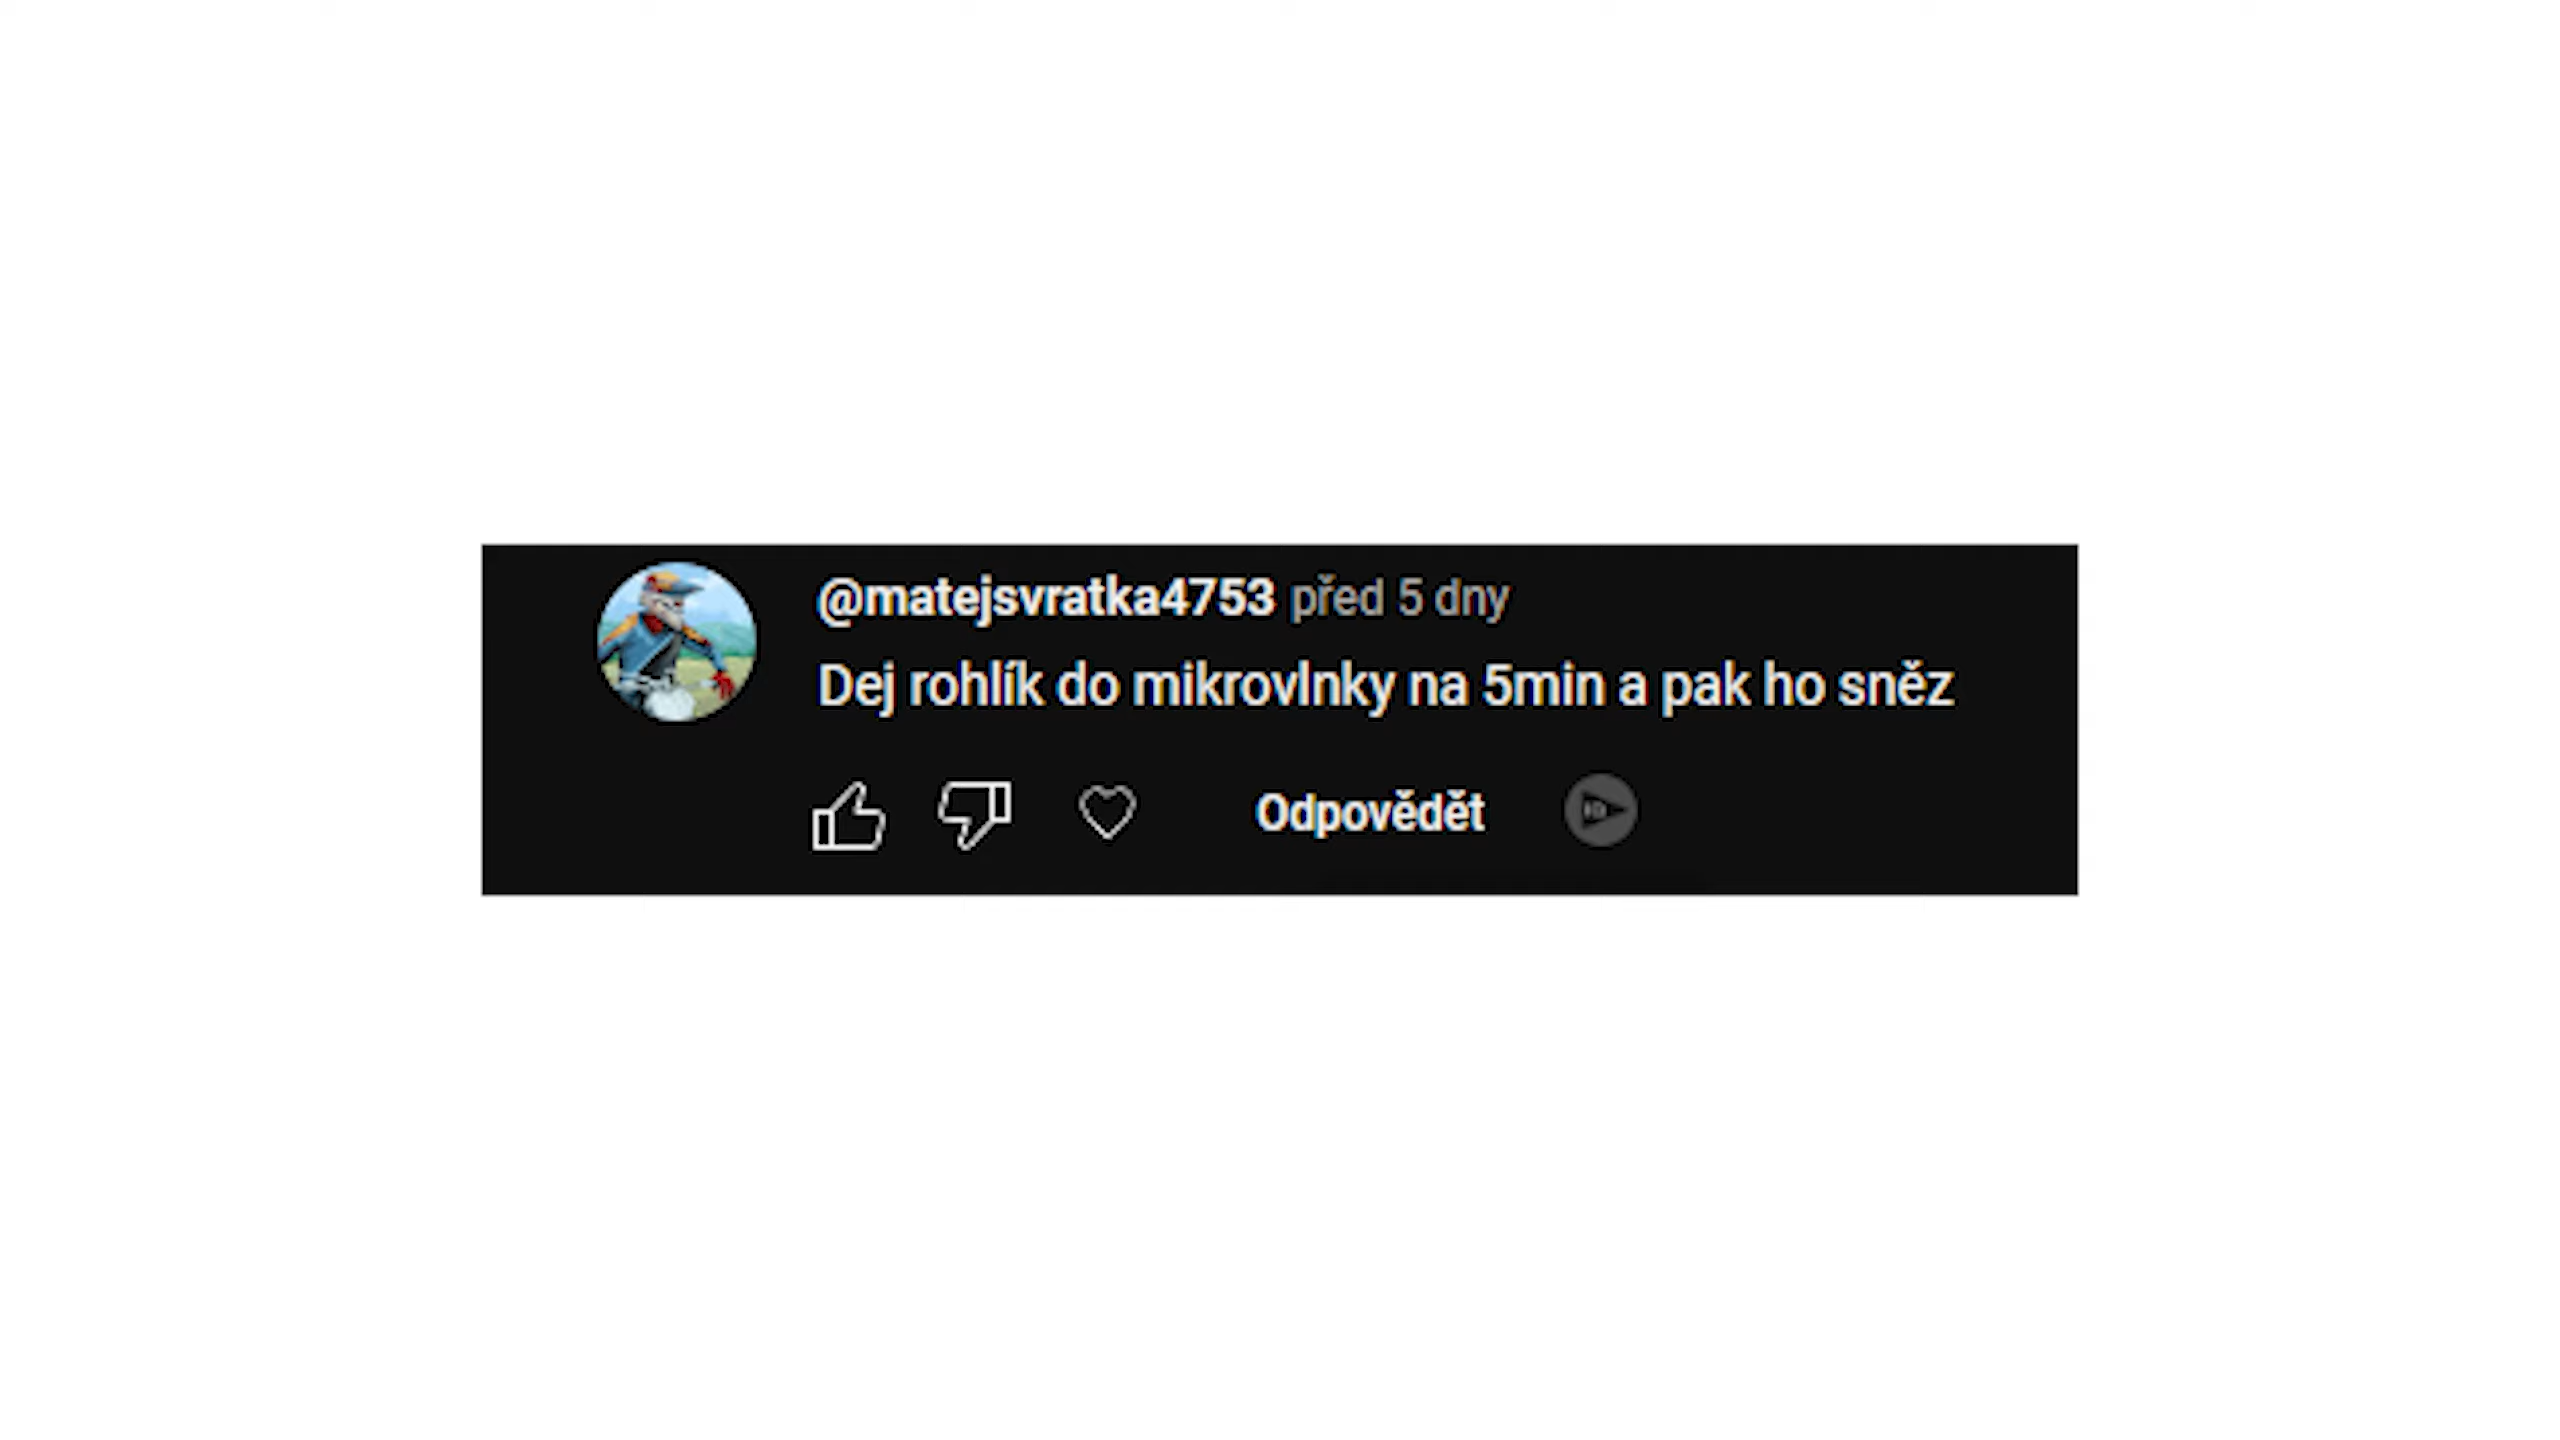 @matejsvratka4753 před 5 dny
Dej rohlík do mikrovlnky na 5min a pak ho sněz
Odpovědět